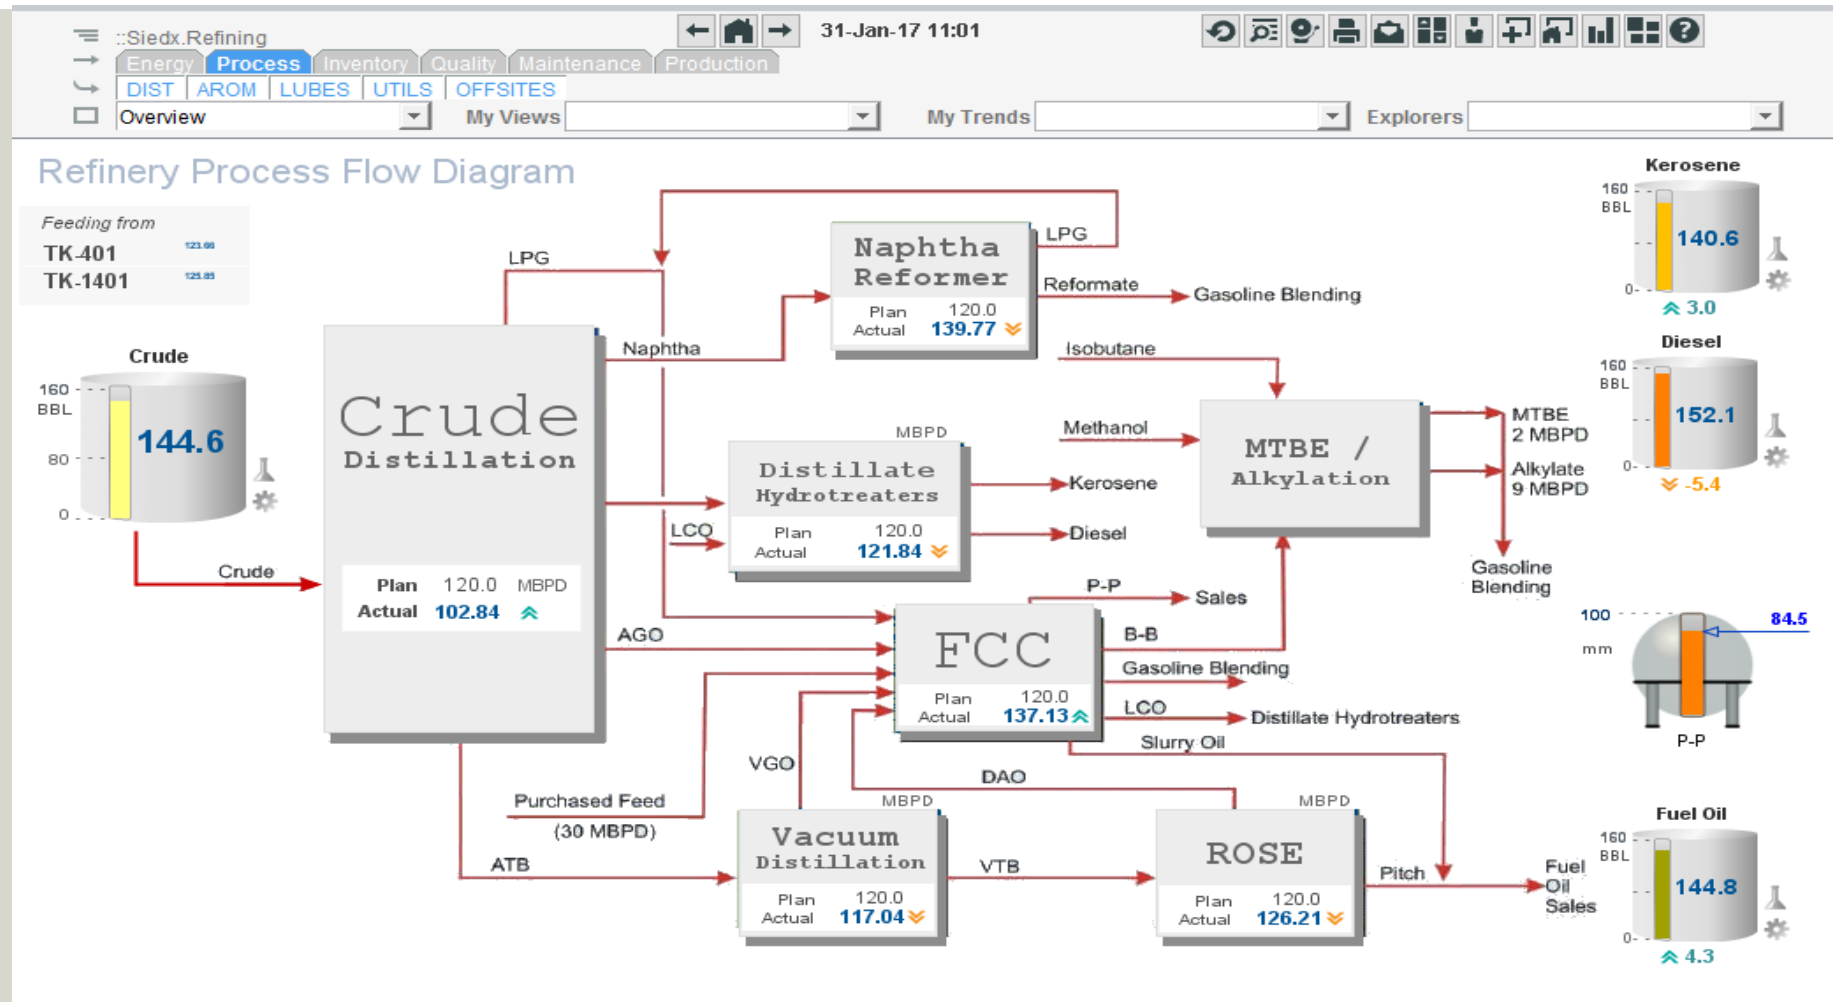 ::Siedx.Refining
31-Jan-17 11:01
Energy Process Inventory Quality Maintenance Production
DIST AROM LUBES UTILS OFFSITES
Overview My Views My Trends Explorers
Refinery Process Flow Diagram
Feeding from
TK-401 123.66
TK-1401 125.85
Crude
160
BBL
144.6
80
0
Crude
LPG
Crude
Distillation
Plan 120.0 MBPD
Actual 102.84
Naphtha
Naphtha
Reformer
Plan 120.0
Actual 139.77
LPG
Reformate
Gasoline Blending
Isobutane
Methanol
MTBE /
Alkylation
MTBE
2 MBPD
Alkylate
9 MBPD
Gasoline
Blending
MBPD
Distillate
Hydrotreaters
Plan 120.0
Actual 121.84
LCO
Kerosene
Diesel
AGO
FCC
Plan 120.0
Actual 137.13
P-P
Sales
B-B
Gasoline Blending
LCO
Distillate Hydrotreaters
Slurry Oil
VGO
DAO
Purchased Feed
(30 MBPD)
ATB
MBPD
Vacuum
Distillation
Plan 120.0
Actual 117.04
VTB
MBPD
ROSE
Plan 120.0
Actual 126.21
Pitch
Fuel
Oil
Sales
Kerosene
160
BBL
140.6
0
3.0
Diesel
160
BBL
152.1
0
-5.4
100
84.5
mm
P-P
Fuel Oil
160
BBL
144.8
0
4.3